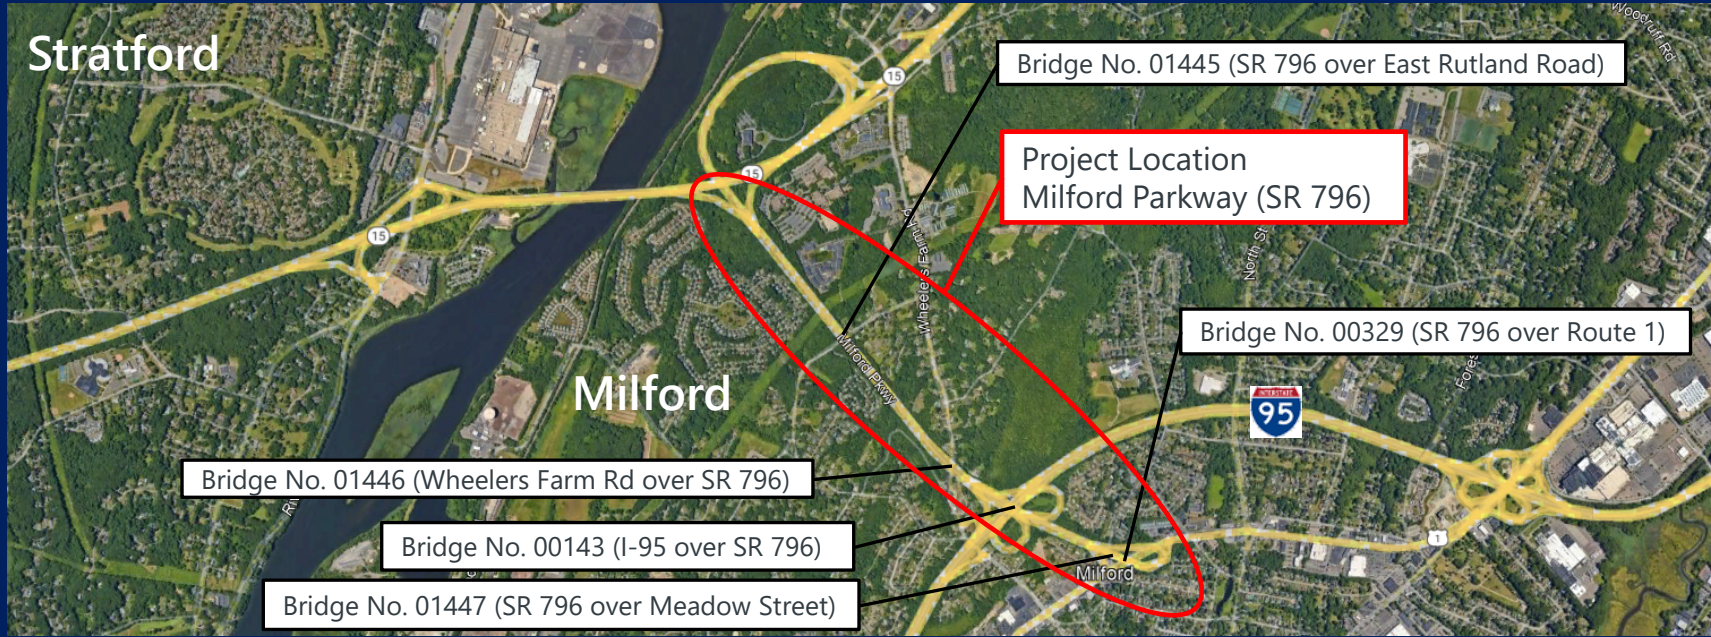 Stratford
Woodruff Rd
Bridge No. 01445 (SR 796 over East Rutland Road)
15
Project Location
Milford Parkway (SR 796)
15
15
North St
Bridge No. 00329 (SR 796 over Route 1)
Milford Pkwy
Milford
INTERSTATE
95
Bridge No. 01446 (Wheelers Farm Rd over SR 796)
Bridge No. 00143 (I-95 over SR 796)
1
Milford
Bridge No. 01447 (SR 796 over Meadow Street)